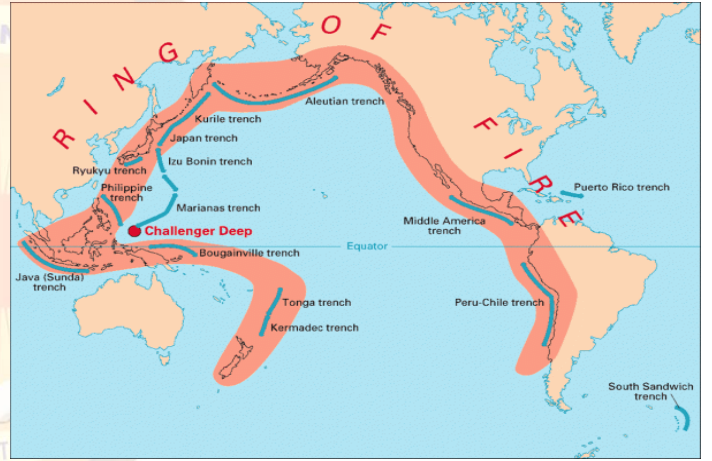 RING OF FIRE
Aleutian trench
Kurile trench
Japan trench
Izu Bonin trench
Ryukyu trench
Philippine
trench
Marianas trench
Challenger Deep
Puerto Rico trench
Middle America
trench
Equator
Bougainville trench
Java (Sunda)
trench
Tonga trench
Kermadec trench
Peru-Chile trench
South Sandwich
trench